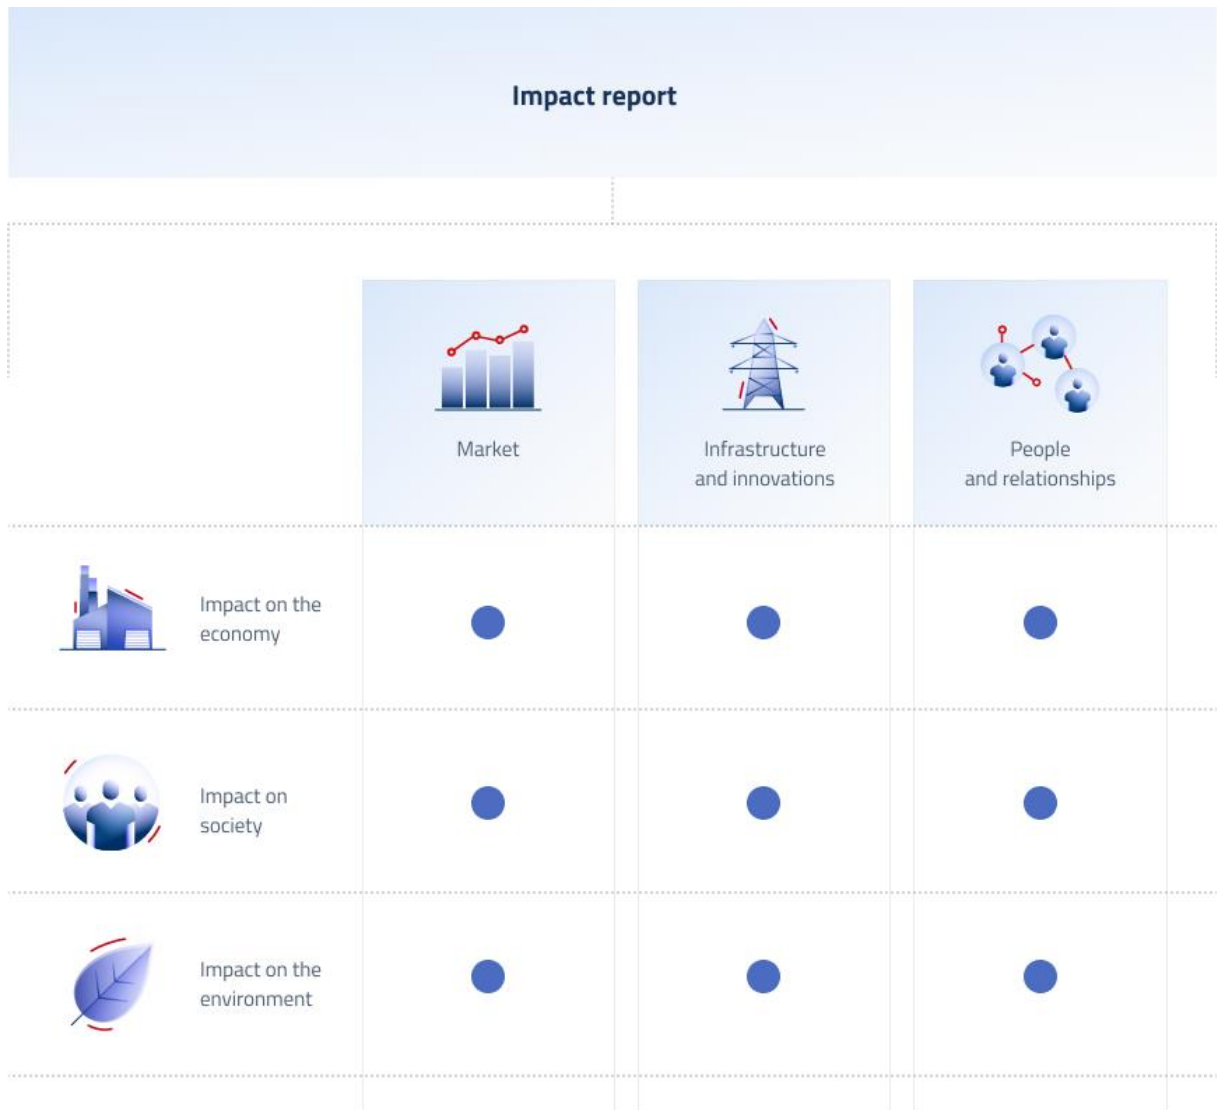 Impact report
Market
Infrastructure
and innovations
People
and relationships
Impact on the
economy
Impact on
society
Impact on the
environment